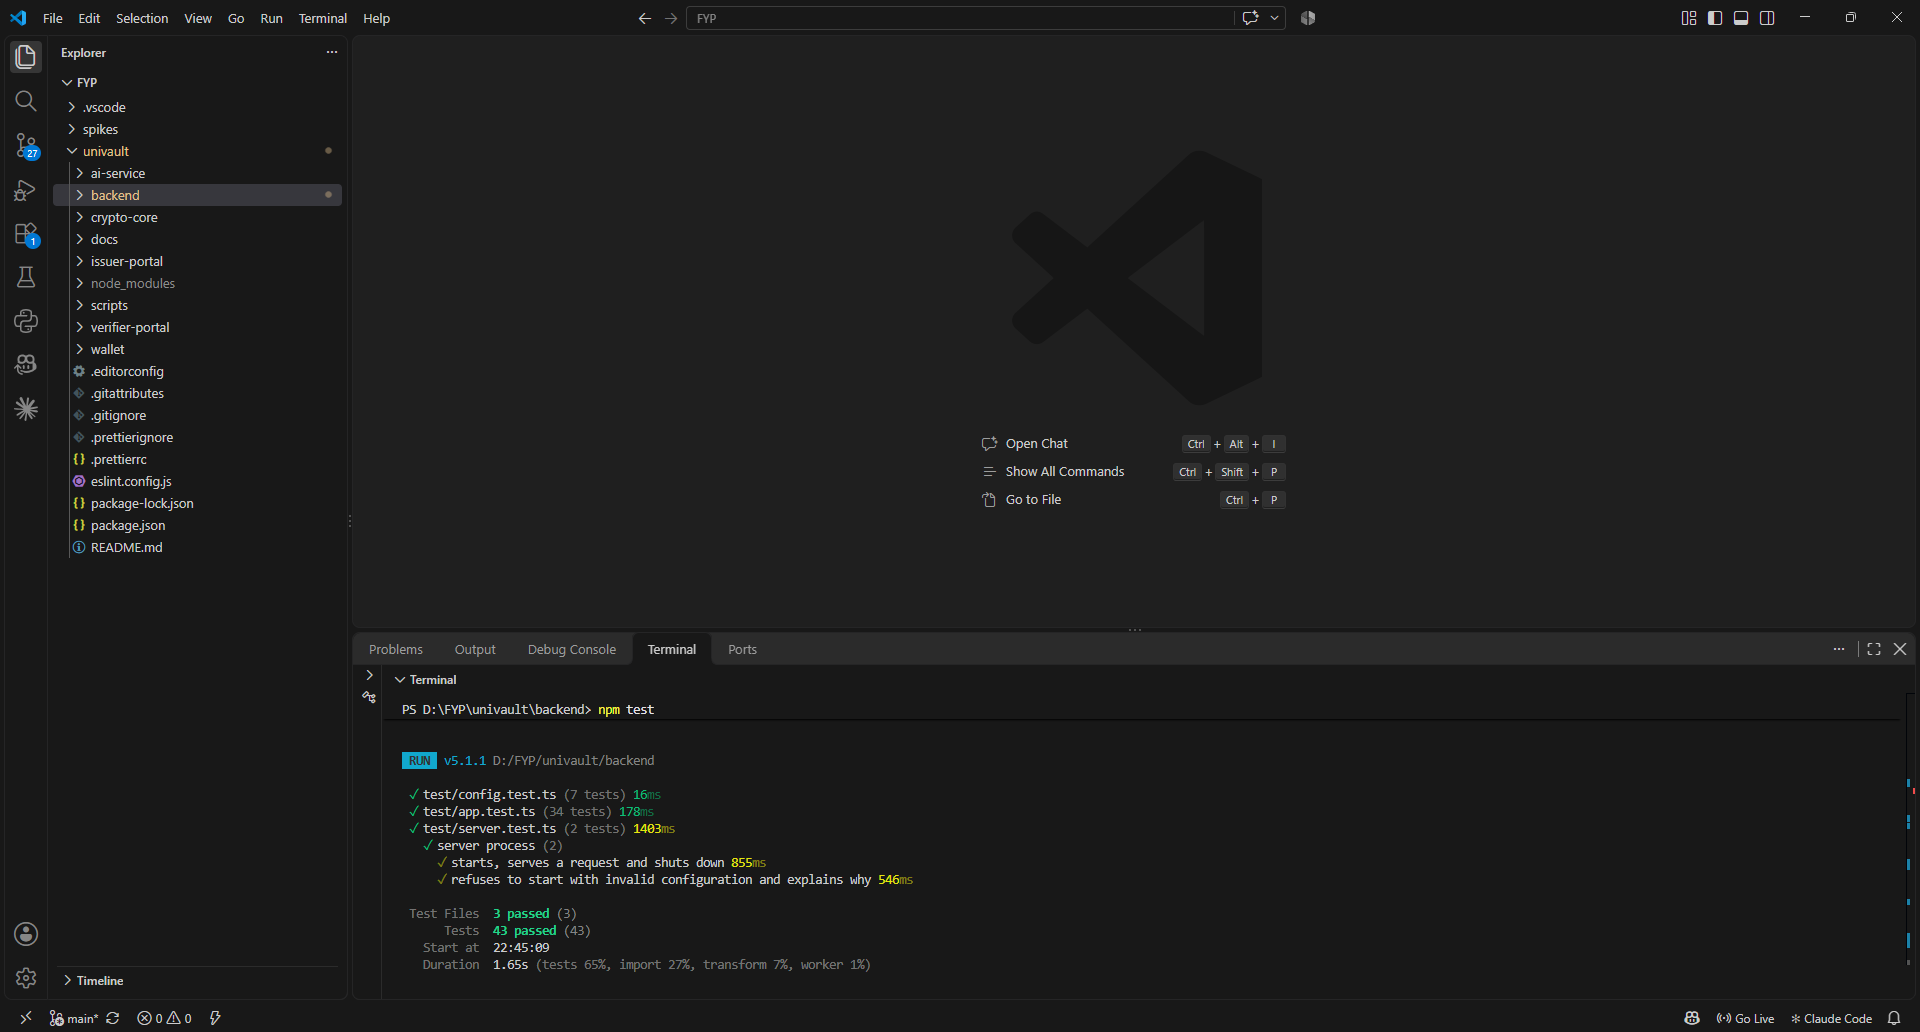 File Edit Selection View Go Run Terminal Help
FYP
Explorer
FYP
.vscode
spikes
univault
ai-service
backend
crypto-core
docs
issuer-portal
node_modules
scripts
verifier-portal
wallet
.editorconfig
.gitattributes
.gitignore
.prettierignore
.prettierrc
eslint.config.js
package-lock.json
package.json
README.md
Timeline
27
1
Open Chat Ctrl + Alt + I
Show All Commands Ctrl + Shift + P
Go to File Ctrl + P
Problems Output Debug Console Terminal Ports
Terminal
PS D:\FYP\univault\backend> npm test
RUN v5.1.1 D:/FYP/univault/backend
✓ test/config.test.ts (7 tests) 16ms
✓ test/app.test.ts (34 tests) 178ms
✓ test/server.test.ts (2 tests) 1403ms
✓ server process (2)
✓ starts, serves a request and shuts down 855ms
✓ refuses to start with invalid configuration and explains why 546ms
Test Files 3 passed (3)
Tests 43 passed (43)
Start at 22:45:09
Duration 1.65s (tests 65%, import 27%, transform 7%, worker 1%)
main* 0 0 Go Live Claude Code